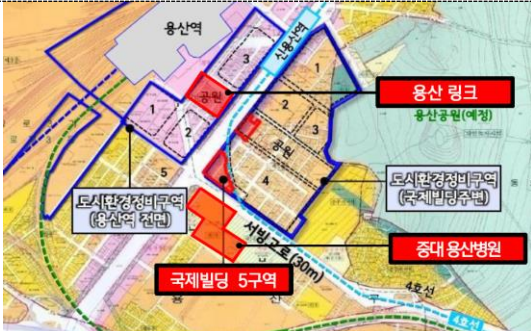 용산역
신용산역
3
공원
용산 링크
용산공원(예정)
1
2
2
3
1
공원
5
4
도시환경정비구역
(용산역 전면)
도시환경정비구역
(국제빌딩주변)
서빙고로(30m)
중대 용산병원
국제빌딩 5구역
4호선
4호선
용
산
구